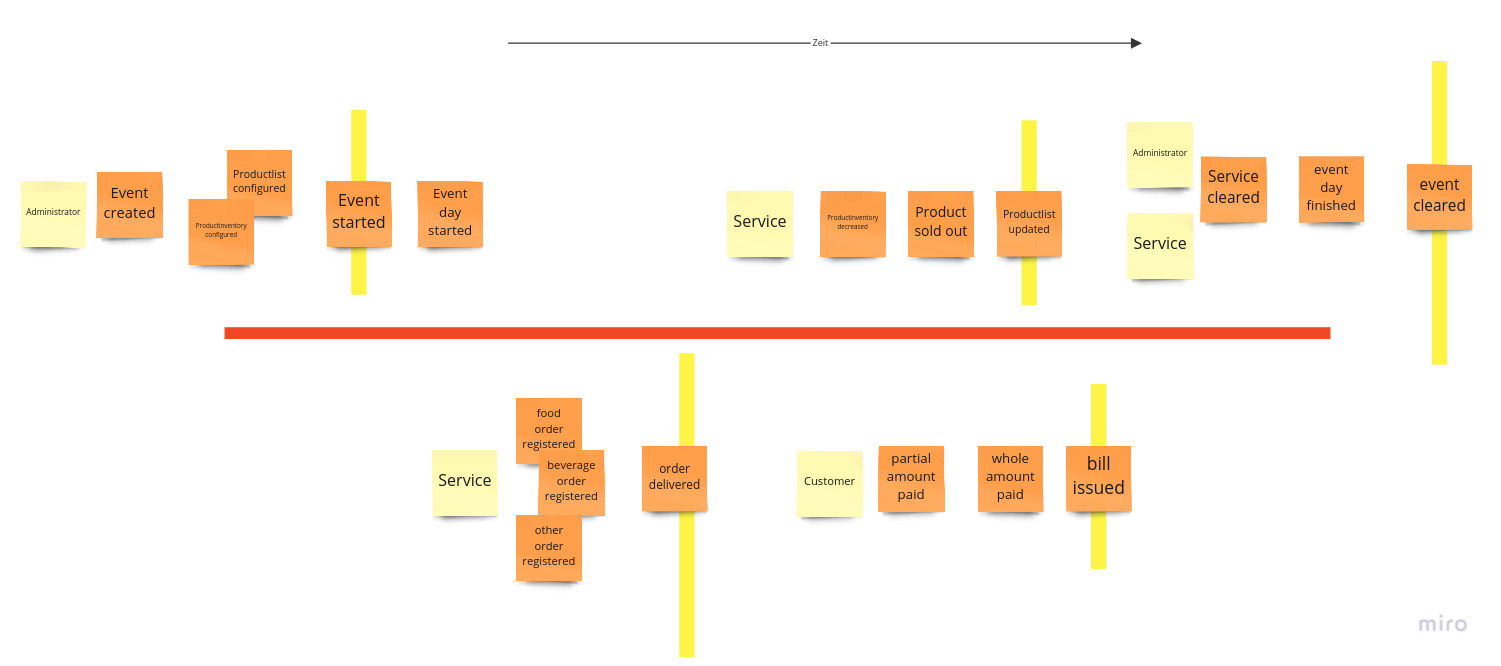 Zeit
Administrator
Event
created
Productlist
configured
Productinventory
configured
Event
started
Event
day
started
Service
Productinventory
decreased
Product
sold out
Productlist
updated
Administrator
Service
Service
cleared
event
day
finished
event
cleared
Service
food
order
registered
beverage
order
registered
other
order
registered
order
delivered
Customer
partial
amount
paid
whole
amount
paid
bill
issued
miro